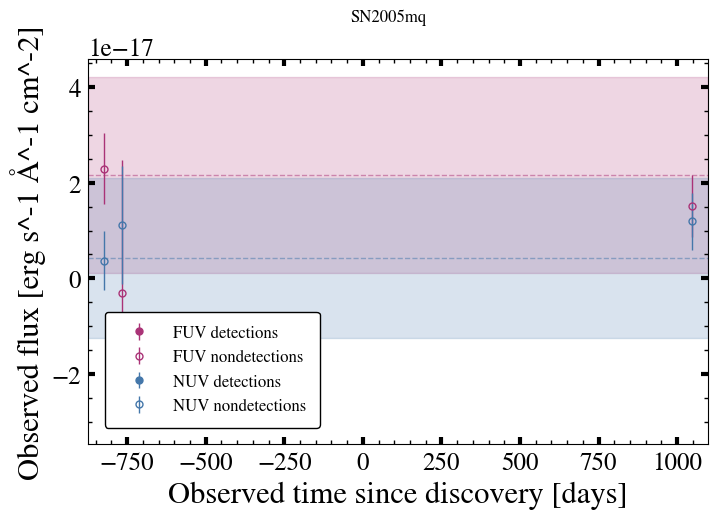 SN2005mq
1e−17
4
2
0
−2
Observed flux [erg s^-1 Å^-1 cm^-2]
FUV detections
FUV nondetections
NUV detections
NUV nondetections
−750
−500
−250
0
250
500
750
1000
Observed time since discovery [days]